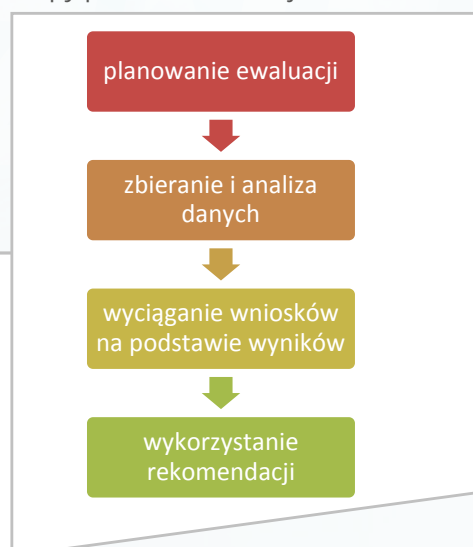 planowanie ewaluacji
zbieranie i analiza
danych
wyciąganie wniosków
na podstawie wyników
wykorzystanie
rekomendacji